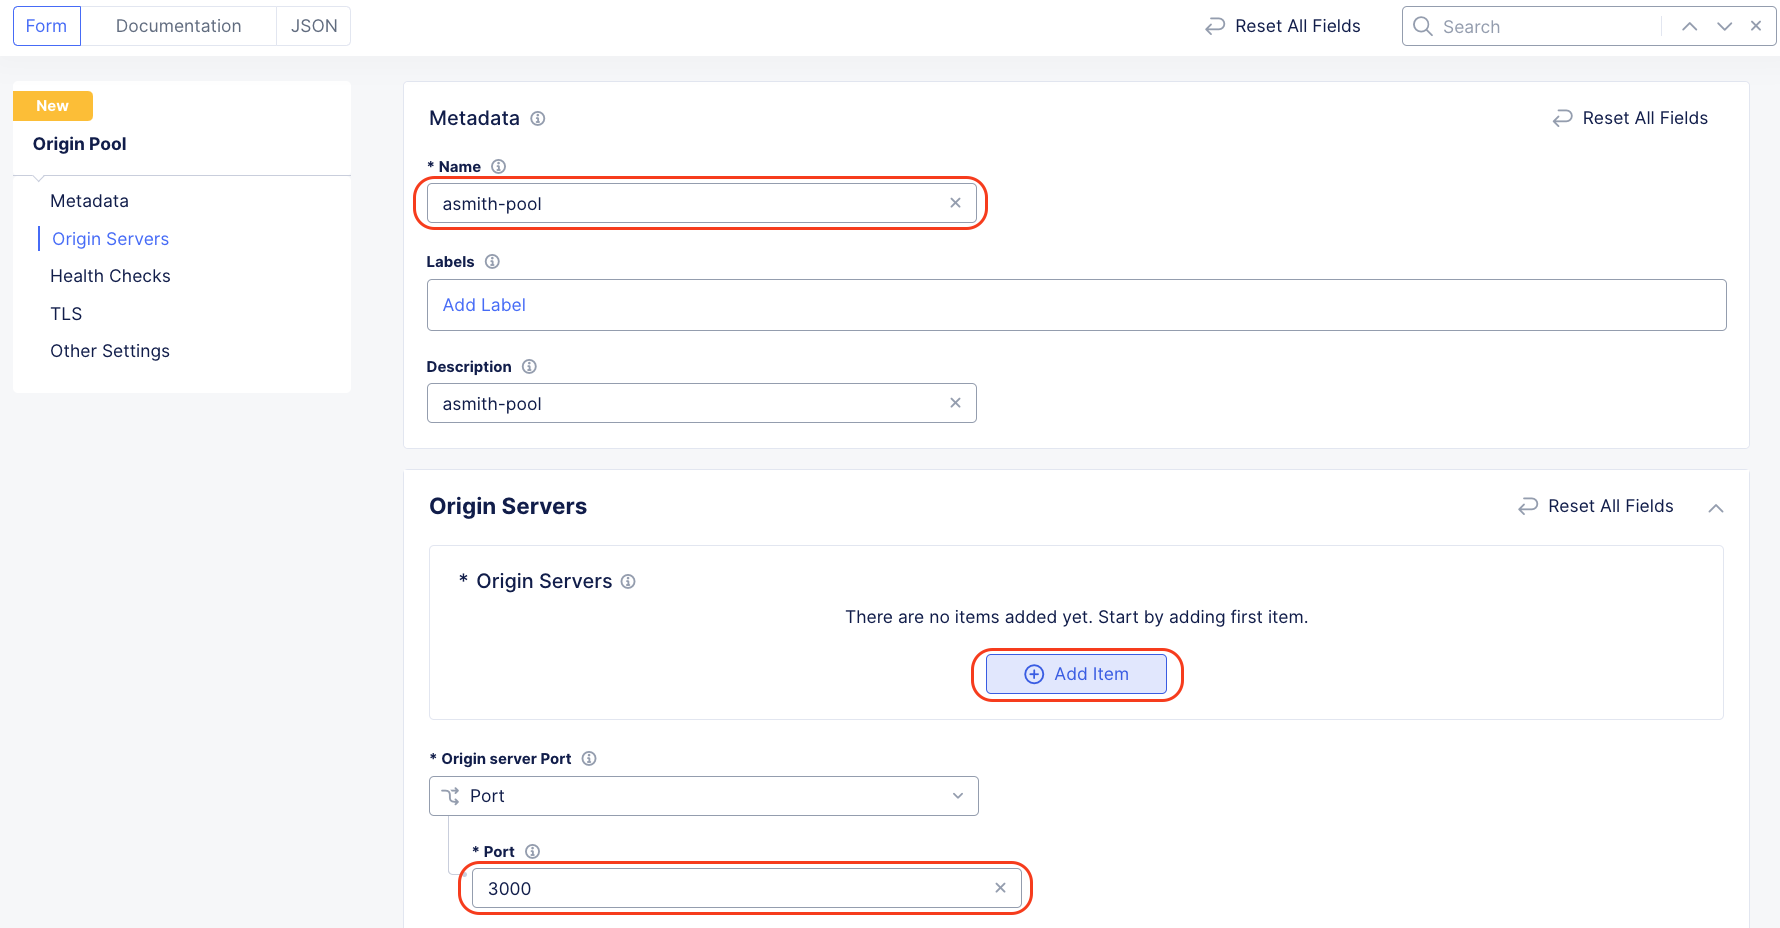 Form
Documentation
JSON
Reset All Fields
Search
New
Origin Pool
Metadata
Origin Servers
Health Checks
TLS
Other Settings
Metadata
Reset All Fields
* Name
asmith-pool
Labels
Add Label
Description
asmith-pool
Origin Servers
Reset All Fields
* Origin Servers
There are no items added yet. Start by adding first item.
Add Item
* Origin server Port
Port
* Port
3000